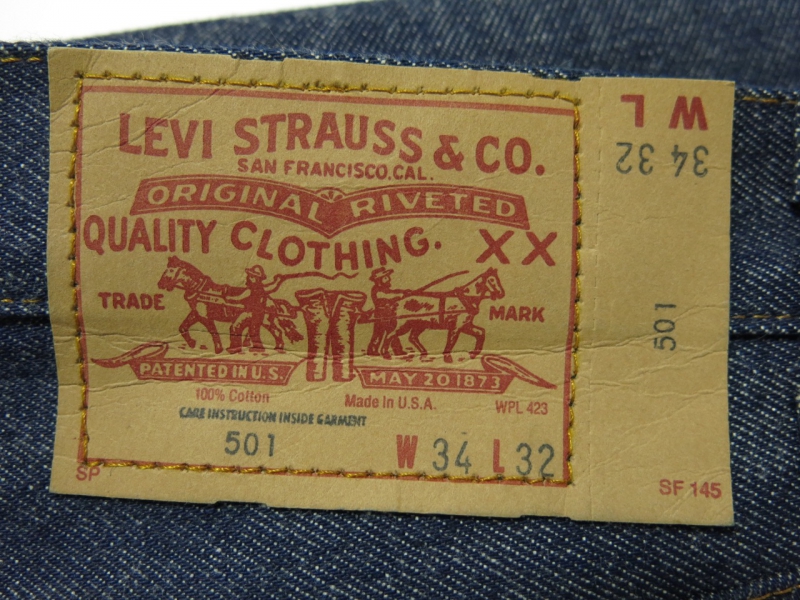 LEVI STRAUSS & CO.
SAN FRANCISCO, CAL.
ORIGINAL RIVETED
QUALITY CLOTHING. XX
TRADE MARK
PATENTED IN U.S. MAY 20 1873
100% Cotton Made in U.S.A. WPL 423
CARE INSTRUCTION INSIDE GARMENT
501 W 34 L 32
SP SF 145
W L
34 32
501